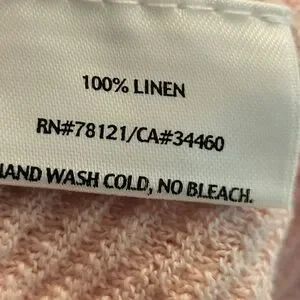 100% LINEN
RN#78121/CA#34460
HAND WASH COLD, NO BLEACH.